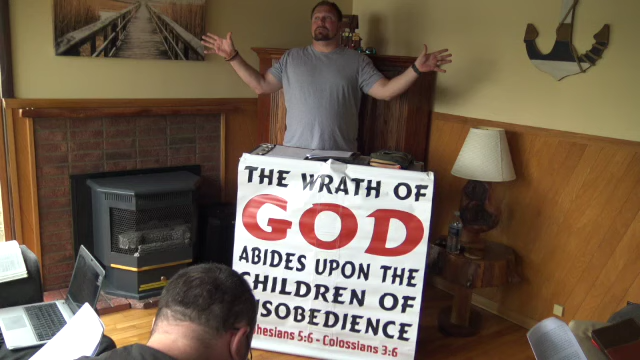 THE WRATH OF
GOD
ABIDES UPON THE
CHILDREN OF
ISOBEDIENCE
hesians 5:6 - Colossians 3:6